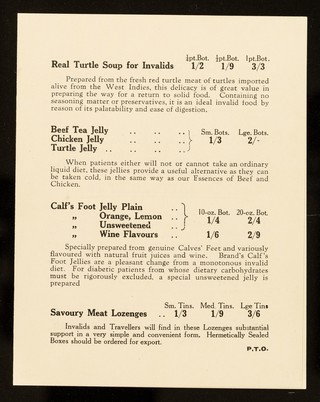 ¼pt.Bot. ½pt.Bot. 1pt.Bot.
Real Turtle Soup for Invalids 1/2 1/9 3/3
Prepared from the fresh red turtle meat of turtles imported
alive from the West Indies, this delicacy is of great value in
preparing the way for a return to solid food. Containing no
seasoning matter or preservatives, it is an ideal invalid food by
reason of its palatability and ease of digestion.
Beef Tea Jelly .. .. .. Sm. Bots. Lge. Bots.
Chicken Jelly .. .. .. 1/3 2/-
Turtle Jelly .. .. .. ..
When patients either will not or cannot take an ordinary
liquid diet, these jellies provide a useful alternative as they can
be taken cold, in the same way as our Essences of Beef and
Chicken.
Calf's Foot Jelly Plain ..
„ Orange, Lemon .. 10-oz. Bot. 20-oz. Bot.
„ Unsweetened .. 1/4 2/4
„ Wine Flavours .. 1/6 2/9
Specially prepared from genuine Calves' Feet and variously
flavoured with natural fruit juices and wine. Brand's Calf's
Foot Jellies are a pleasant change from a monotonous invalid
diet. For diabetic patients from whose dietary carbohydrates
must be rigorously excluded, a special unsweetened jelly is
prepared
Sm. Tins. Med. Tins. Lge Tins
Savoury Meat Lozenges .. 1/3 1/9 3/6
Invalids and Travellers will find in these Lozenges substantial
support in a very simple and convenient form. Hermetically Sealed
Boxes should be ordered for export.
P.T.O.